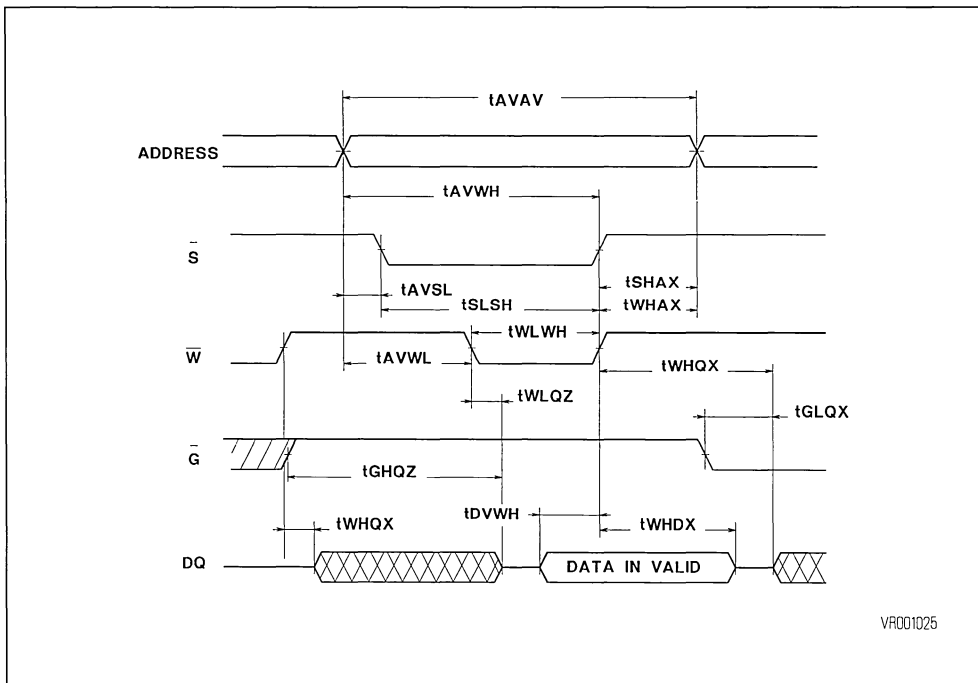 tAVAV
ADDRESS
tAVWH
S̅
tAVSL
tSHAX
tSLSH
tWHAX
tWLWH
W̅
tAVWL
tWHQX
tWLQZ
tGLQX
G̅
tGHQZ
tDVWH
tWHQX
tWHDX
DQ
DATA IN VALID
VR001025